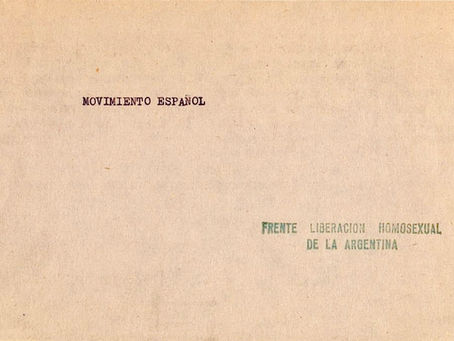 MOVIMIENTO ESPAÑOL
FRENTE LIBERACION HOMOSEXUAL
DE LA ARGENTINA